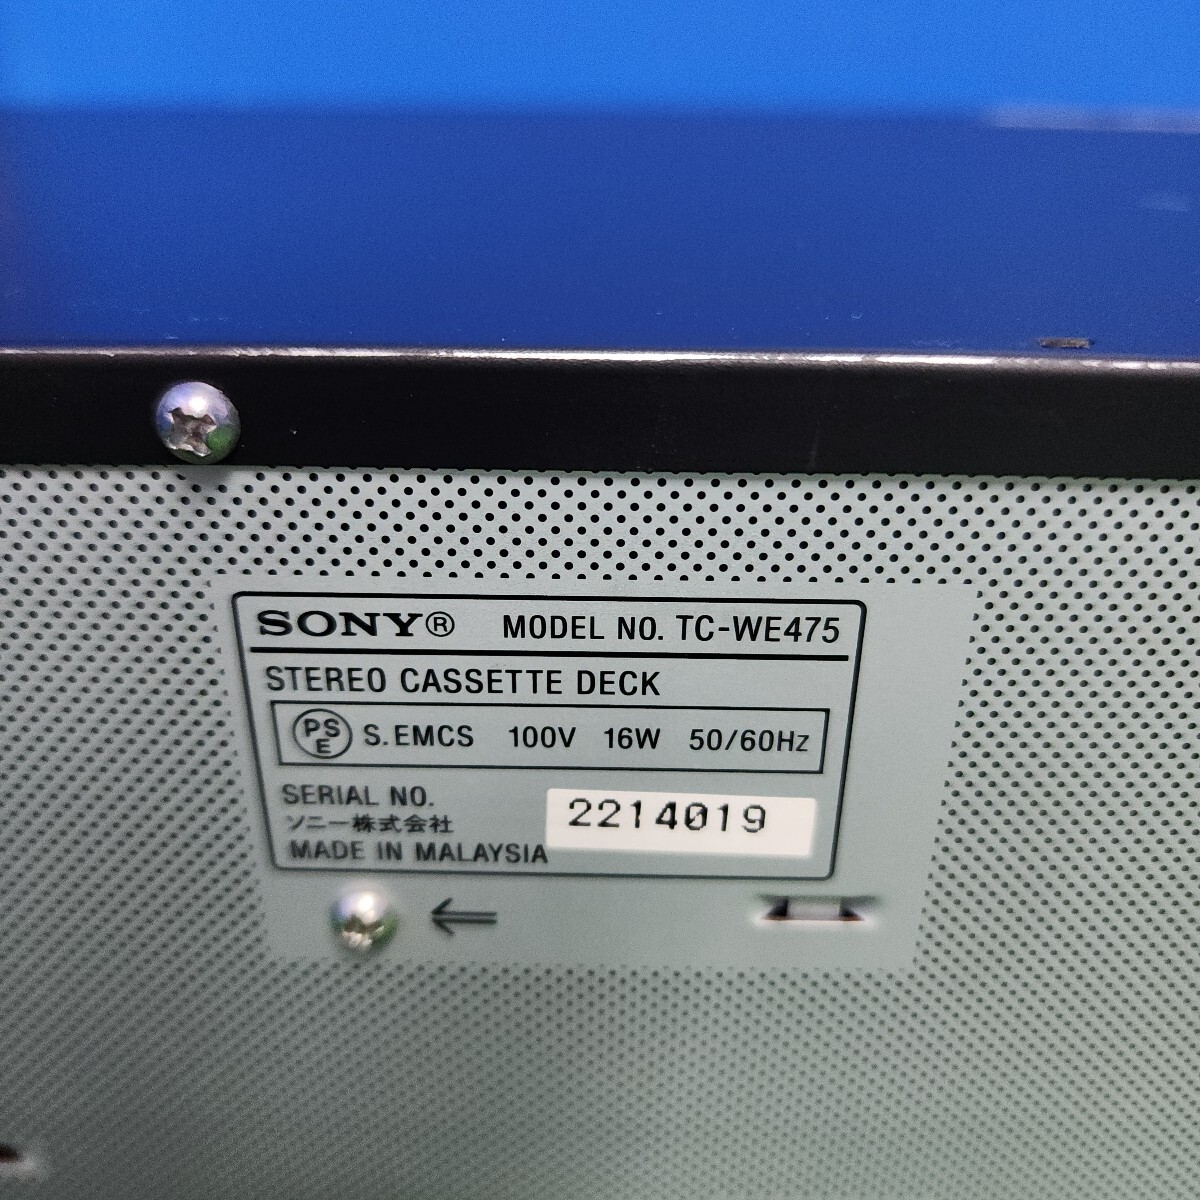 SONY® MODEL NO. TC-WE475
STEREO CASSETTE DECK
PSE S.EMCS 100V 16W 50/60Hz
SERIAL NO. 2214019
ソニー株式会社
MADE IN MALAYSIA